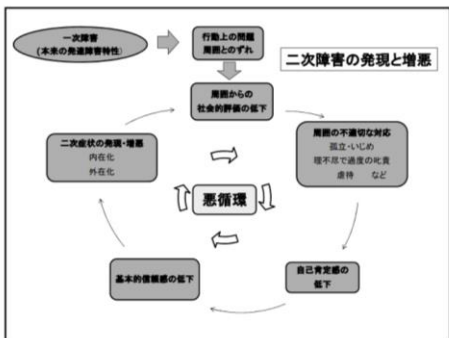 一次障害
(本来の発達障害特性)
行動上の問題
周囲とのずれ
二次障害の発現と増悪
周囲からの
社会的評価の低下
周囲の不適切な対応
孤立・いじめ
理不尽で過度の叱責
虐待 など
二次症状の発現・増悪
内在化
外在化
悪循環
自己肯定感の
低下
基本的信頼感の低下